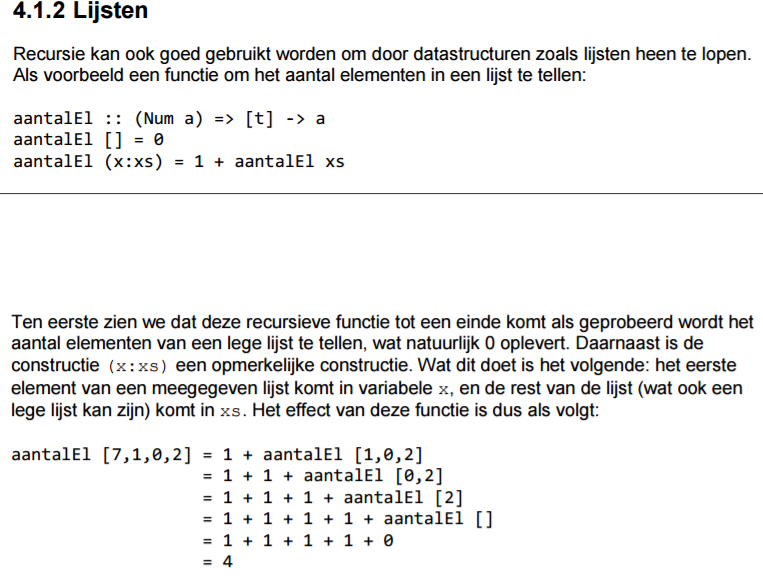 4.1.2 Lijsten
Recursie kan ook goed gebruikt worden om door datastructuren zoals lijsten heen te lopen.
Als voorbeeld een functie om het aantal elementen in een lijst te tellen:
aantalEl :: (Num a) => [t] -> a
aantalEl [] = 0
aantalEl (x:xs) = 1 + aantalEl xs
Ten eerste zien we dat deze recursieve functie tot een einde komt als geprobeerd wordt het
aantal elementen van een lege lijst te tellen, wat natuurlijk 0 oplevert. Daarnaast is de
constructie (x:xs) een opmerkelijke constructie. Wat dit doet is het volgende: het eerste
element van een meegegeven lijst komt in variabele x, en de rest van de lijst (wat ook een
lege lijst kan zijn) komt in xs. Het effect van deze functie is dus als volgt:
aantalEl [7,1,0,2] = 1 + aantalEl [1,0,2]
= 1 + 1 + aantalEl [0,2]
= 1 + 1 + 1 + aantalEl [2]
= 1 + 1 + 1 + 1 + aantalEl []
= 1 + 1 + 1 + 1 + 0
= 4